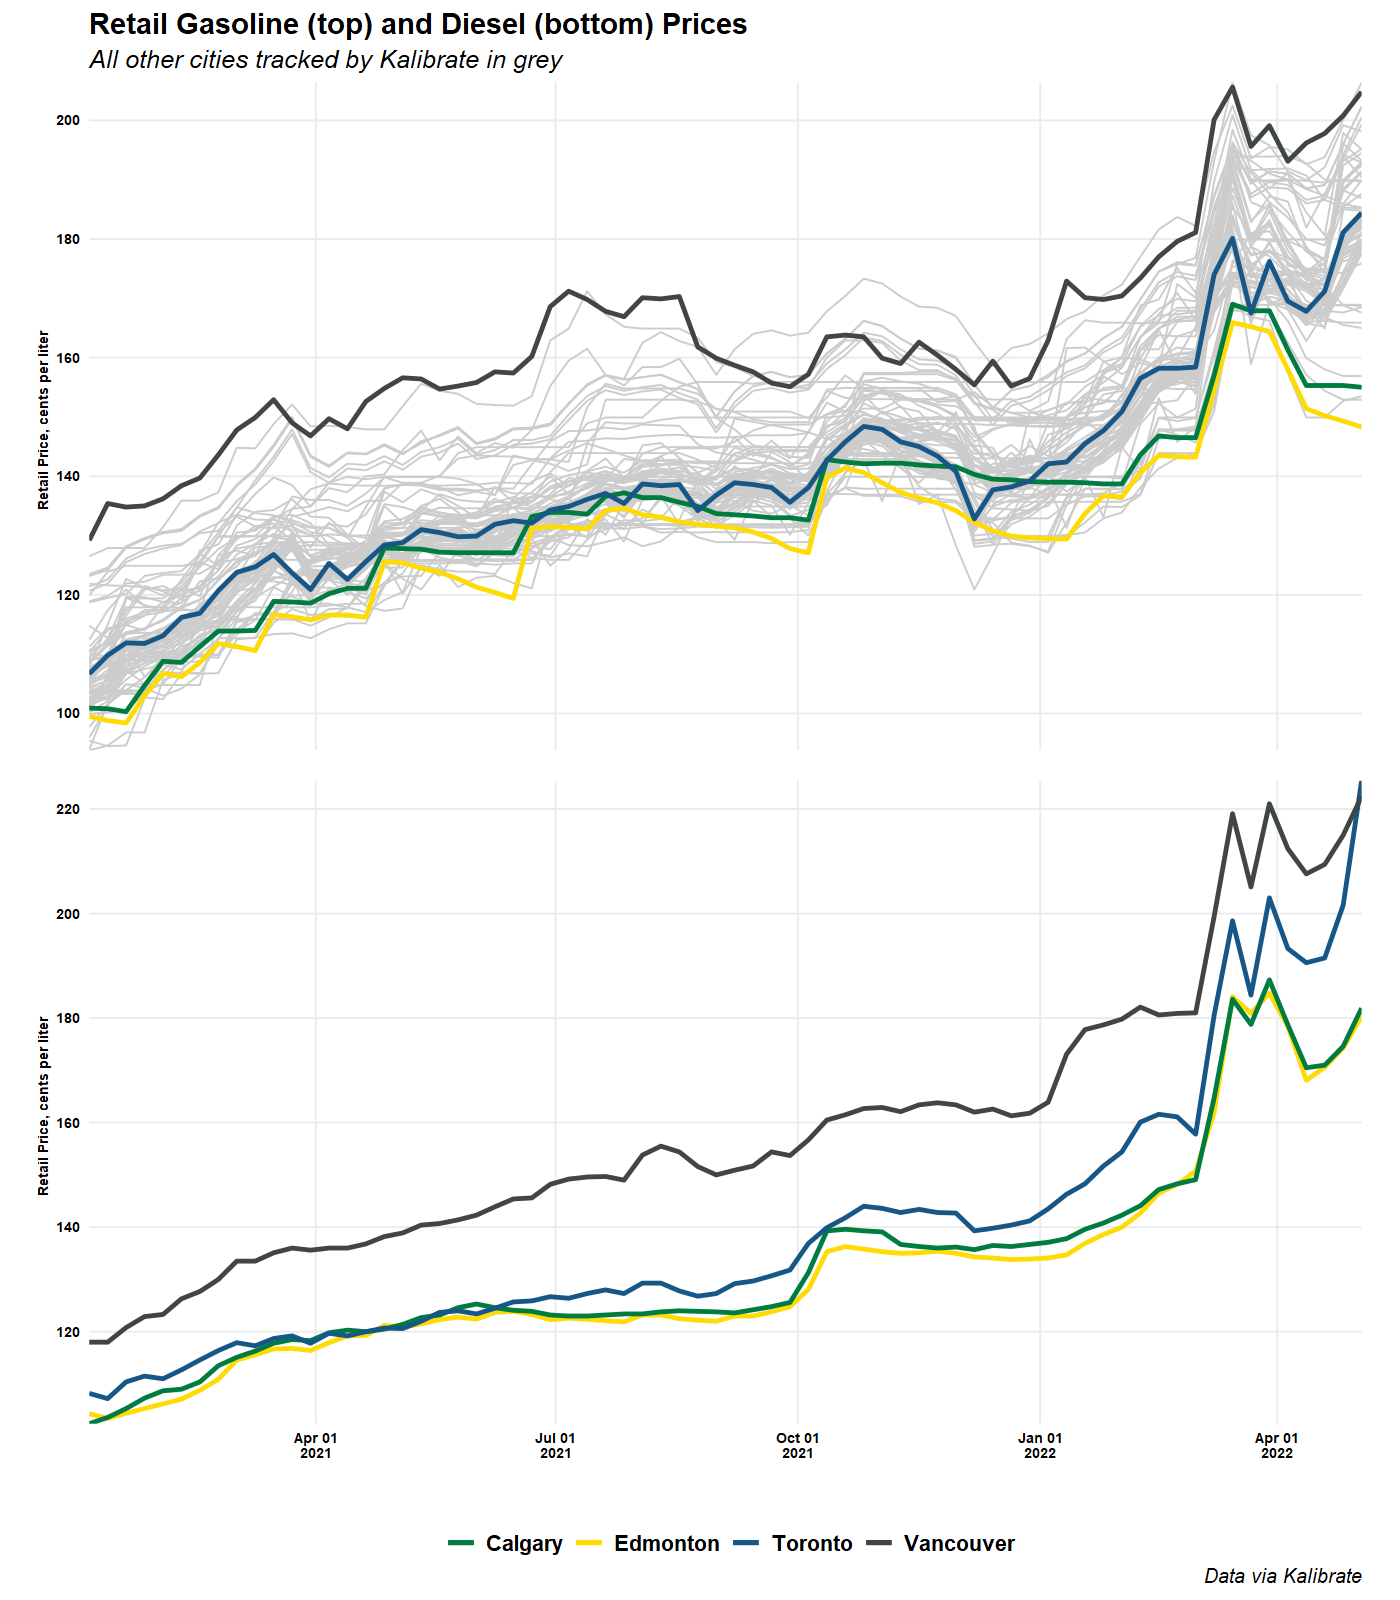 Retail Gasoline (top) and Diesel (bottom) Prices
All other cities tracked by Kalibrate in grey
Retail Price, cents per liter
200
180
160
140
120
100
Retail Price, cents per liter
220
200
180
160
140
120
Apr 01
2021
Jul 01
2021
Oct 01
2021
Jan 01
2022
Apr 01
2022
Calgary
Edmonton
Toronto
Vancouver
Data via Kalibrate